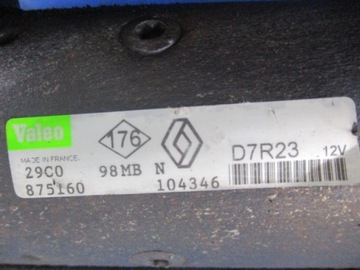 Valeo
176
D7R23 12V
MADE IN FRANCE
29C0 98MB N
875160 104346